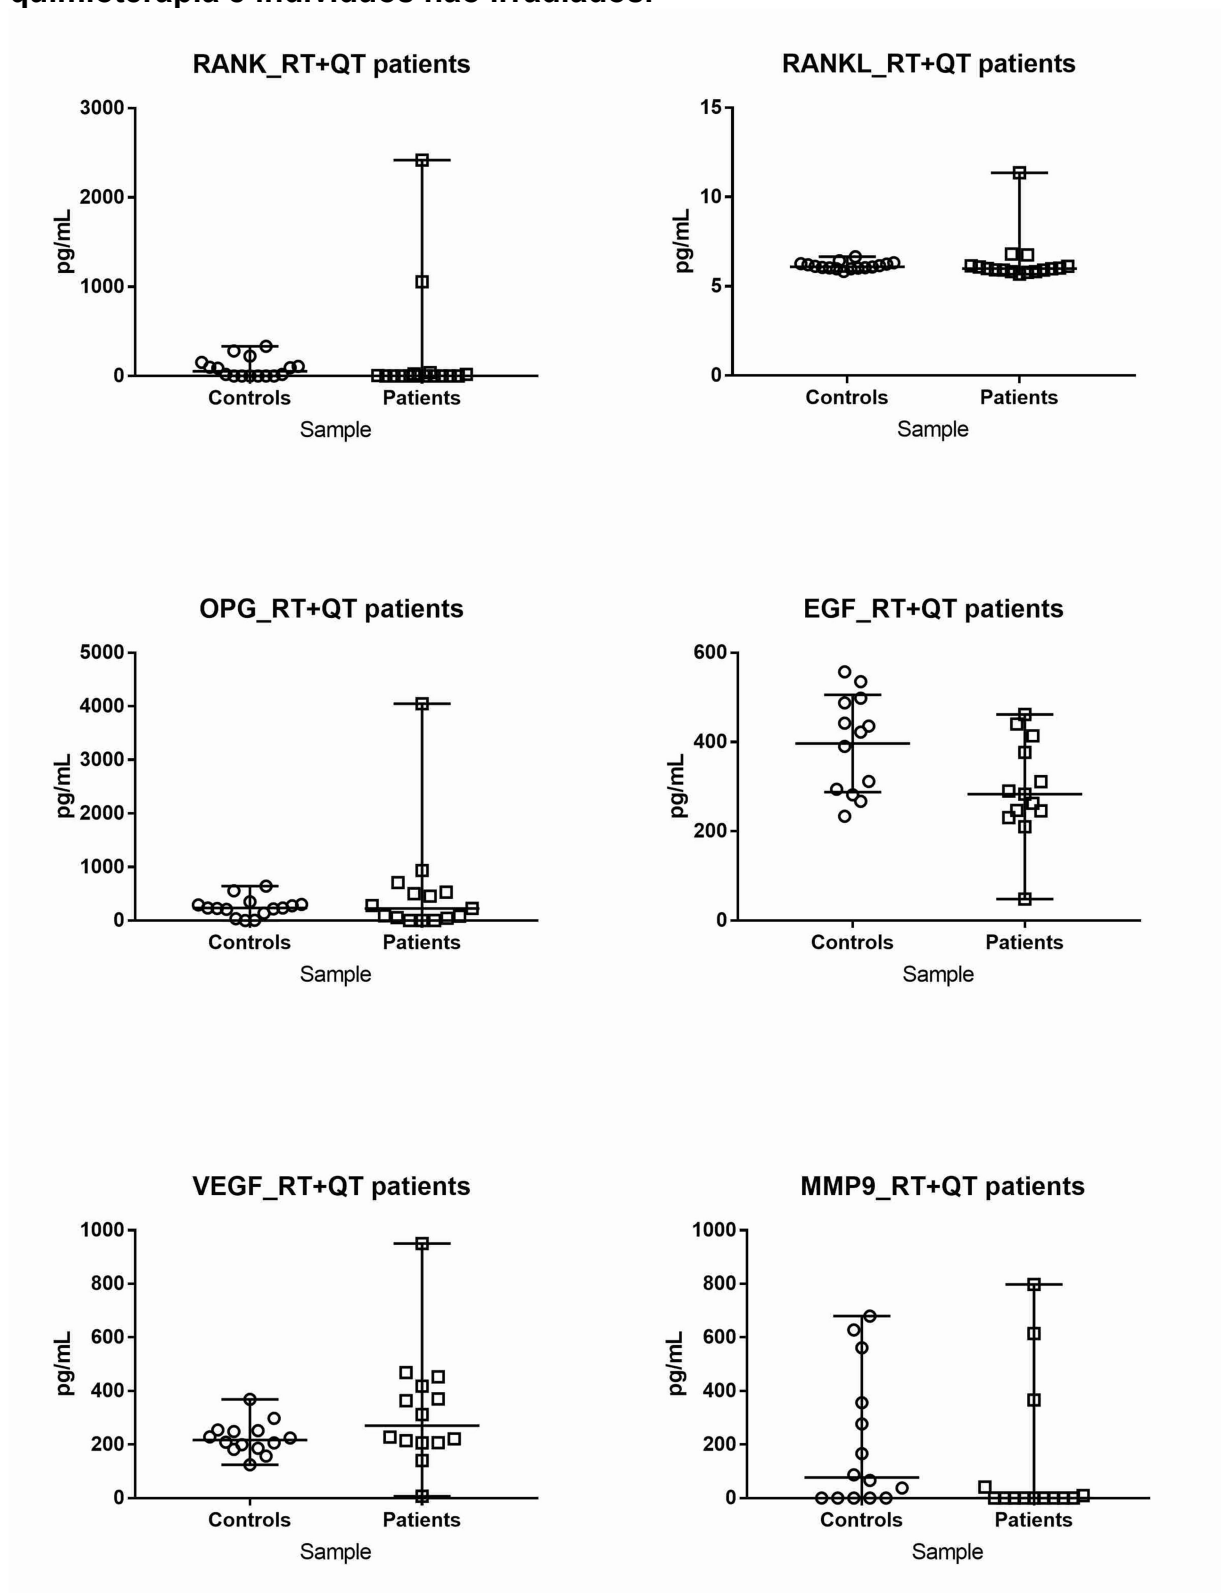 quimioterapia e indivíduos não irradiados.
RANK_RT+QT patients
3000
2000
1000
0
pg/mL
Controls Patients
Sample
RANKL_RT+QT patients
15
10
5
0
pg/mL
Controls Patients
Sample
OPG_RT+QT patients
5000
4000
3000
2000
1000
0
pg/mL
Controls Patients
Sample
EGF_RT+QT patients
600
400
200
0
pg/mL
Controls Patients
Sample
VEGF_RT+QT patients
1000
800
600
400
200
0
pg/mL
Controls Patients
Sample
MMP9_RT+QT patients
1000
800
600
400
200
0
pg/mL
Controls Patients
Sample